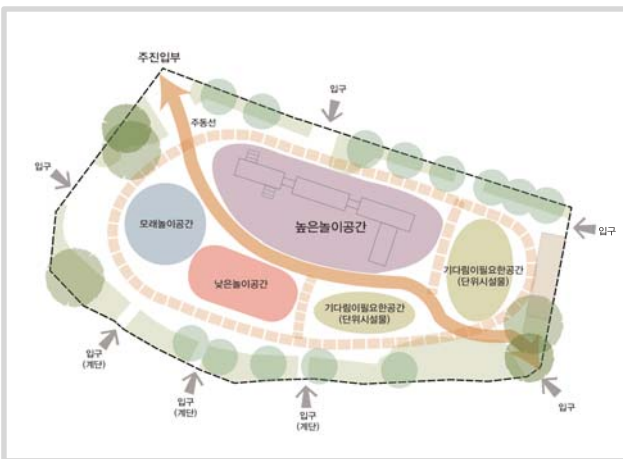 주진입부
입구
주동선
입구
모래놀이공간
높은놀이공간
입구
낮은놀이공간
기다림이필요한공간
(단위시설물)
기다림이필요한공간
(단위시설물)
입구
(계단)
입구
(계단)
입구
(계단)
입구